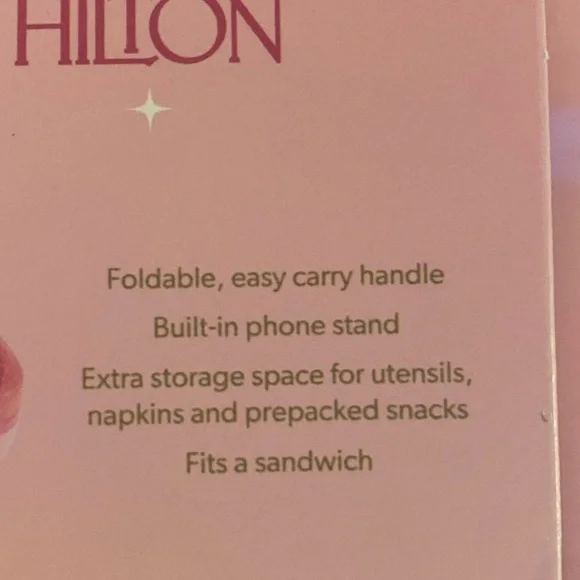 HILTON
Foldable, easy carry handle
Built-in phone stand
Extra storage space for utensils,
napkins and prepacked snacks
Fits a sandwich